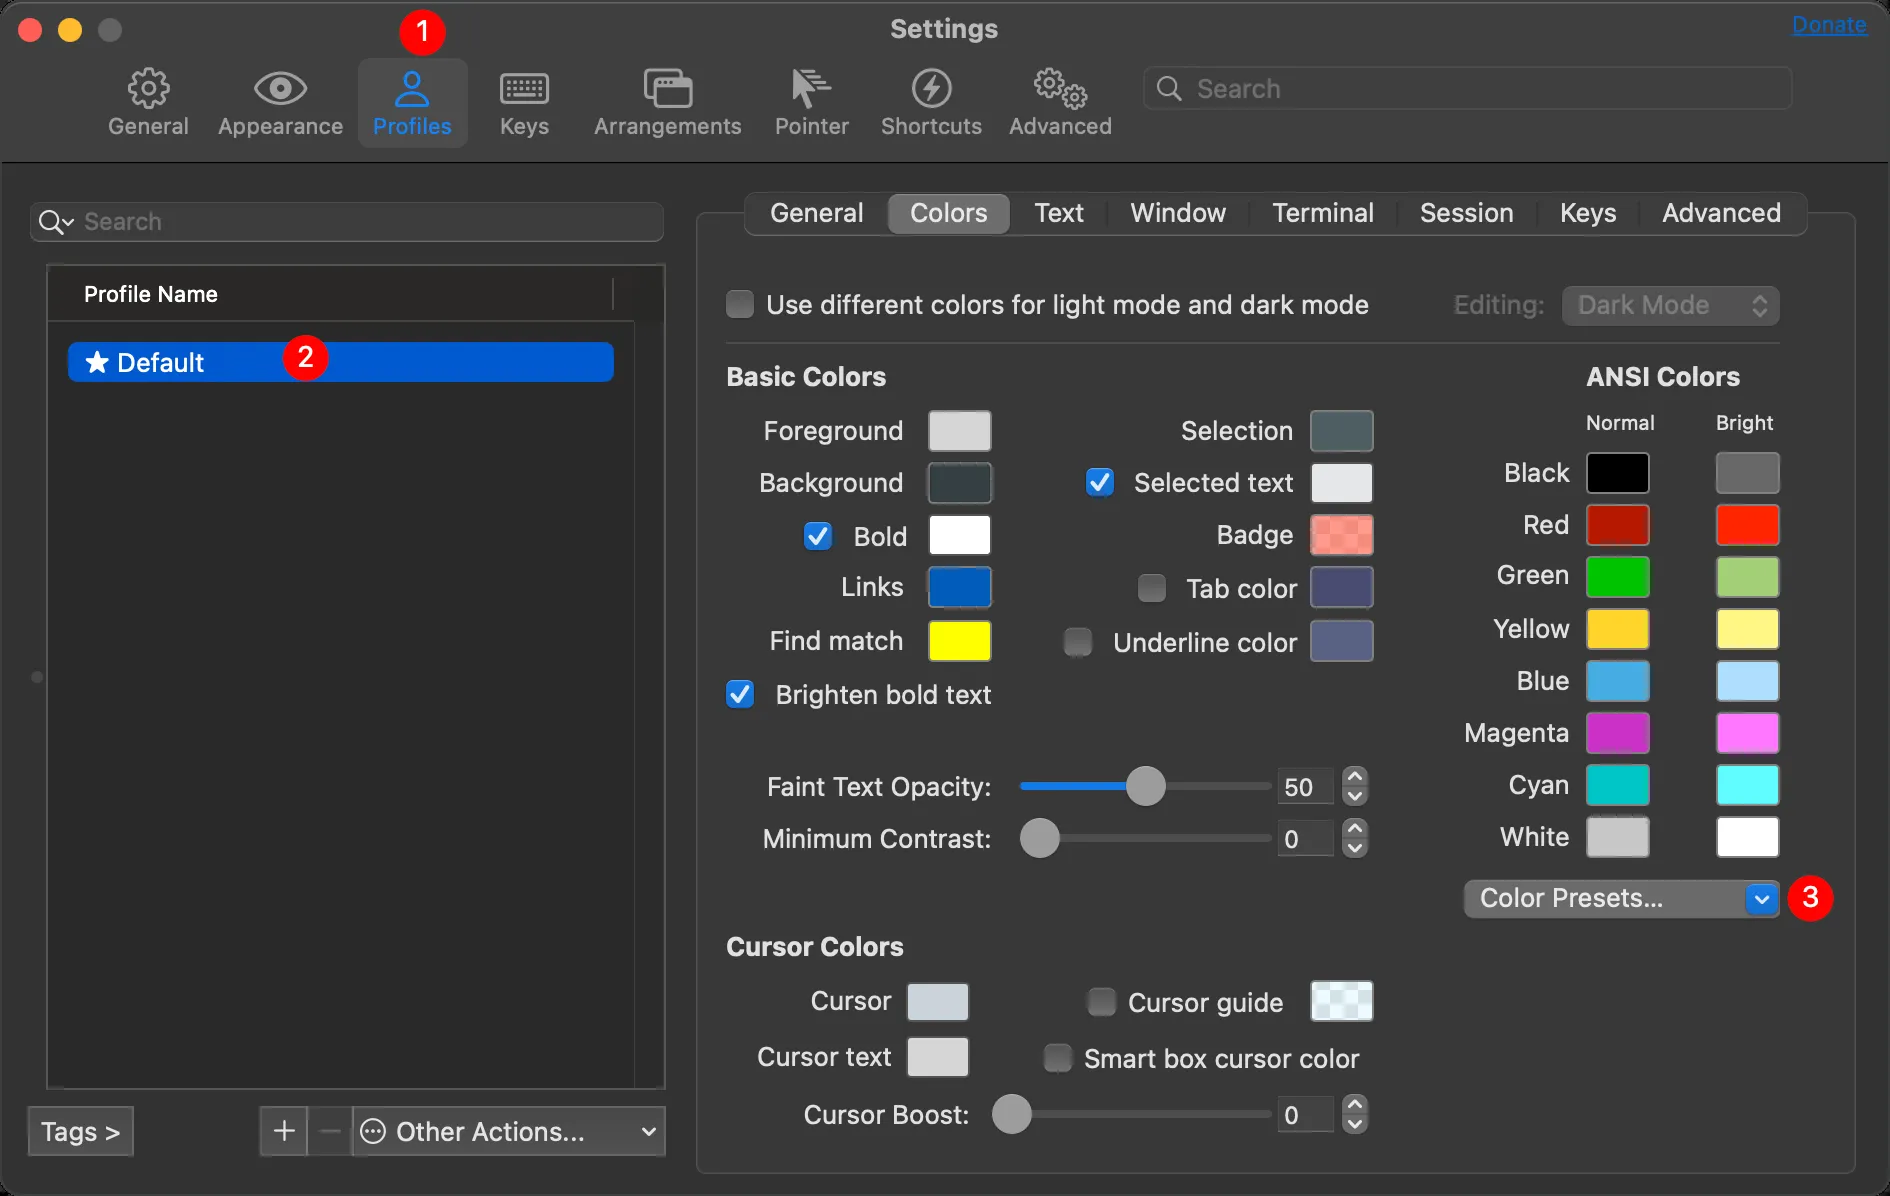 1
Settings
Donate
General Appearance Profiles Keys Arrangements Pointer Shortcuts Advanced
Search
Search
Profile Name
Default
2
General Colors Text Window Terminal Session Keys Advanced
Use different colors for light mode and dark mode
Editing: Dark Mode
Basic Colors
Foreground
Background
Bold
Links
Find match
Brighten bold text
Selection
Selected text
Badge
Tab color
Underline color
Faint Text Opacity: 50
Minimum Contrast: 0
ANSI Colors
Normal Bright
Black
Red
Green
Yellow
Blue
Magenta
Cyan
White
Color Presets...
3
Cursor Colors
Cursor
Cursor text
Cursor guide
Smart box cursor color
Cursor Boost: 0
Tags >
+ − Other Actions...